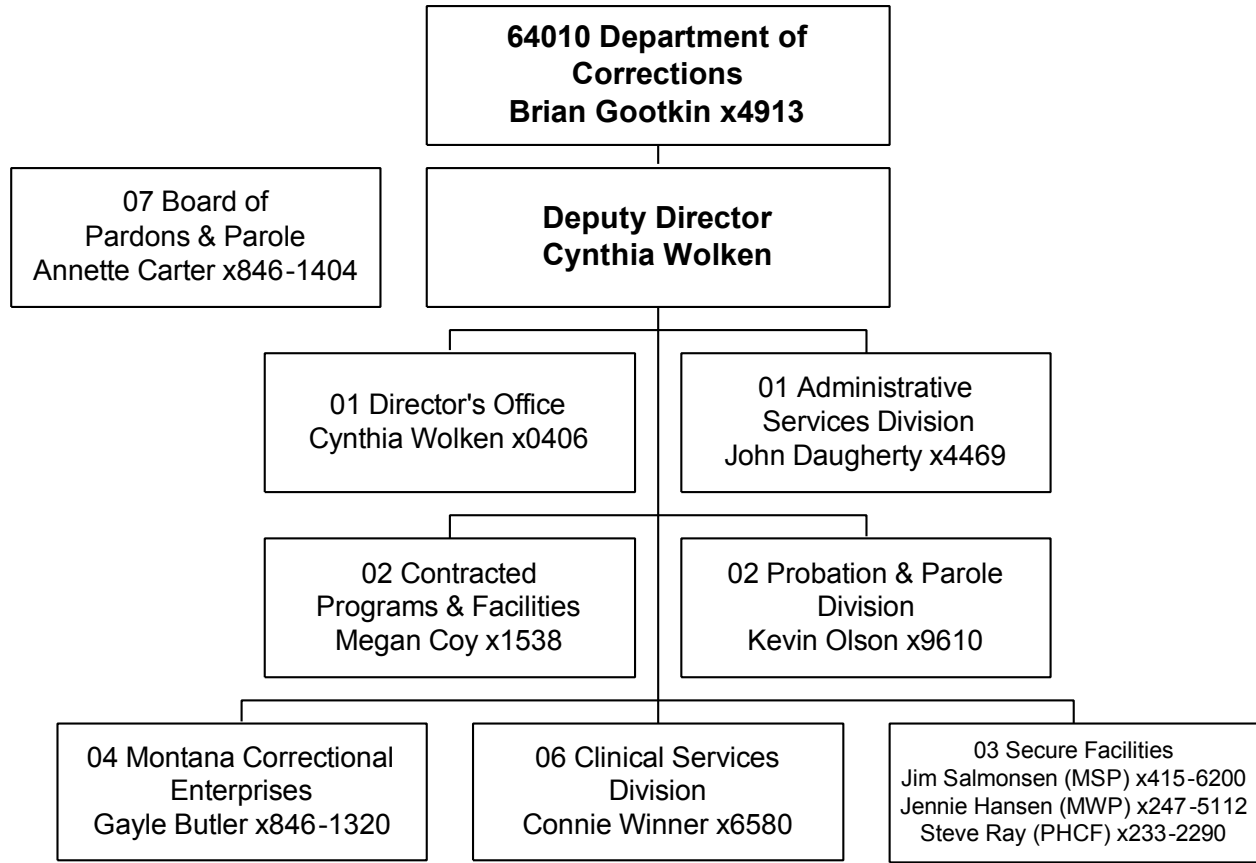 64010 Department of
Corrections
Brian Gootkin x4913
07 Board of
Pardons & Parole
Annette Carter x846-1404
Deputy Director
Cynthia Wolken
01 Director's Office
Cynthia Wolken x0406
01 Administrative
Services Division
John Daugherty x4469
02 Contracted
Programs & Facilities
Megan Coy x1538
02 Probation & Parole
Division
Kevin Olson x9610
04 Montana Correctional
Enterprises
Gayle Butler x846-1320
06 Clinical Services
Division
Connie Winner x6580
03 Secure Facilities
Jim Salmonsen (MSP) x415-6200
Jennie Hansen (MWP) x247-5112
Steve Ray (PHCF) x233-2290